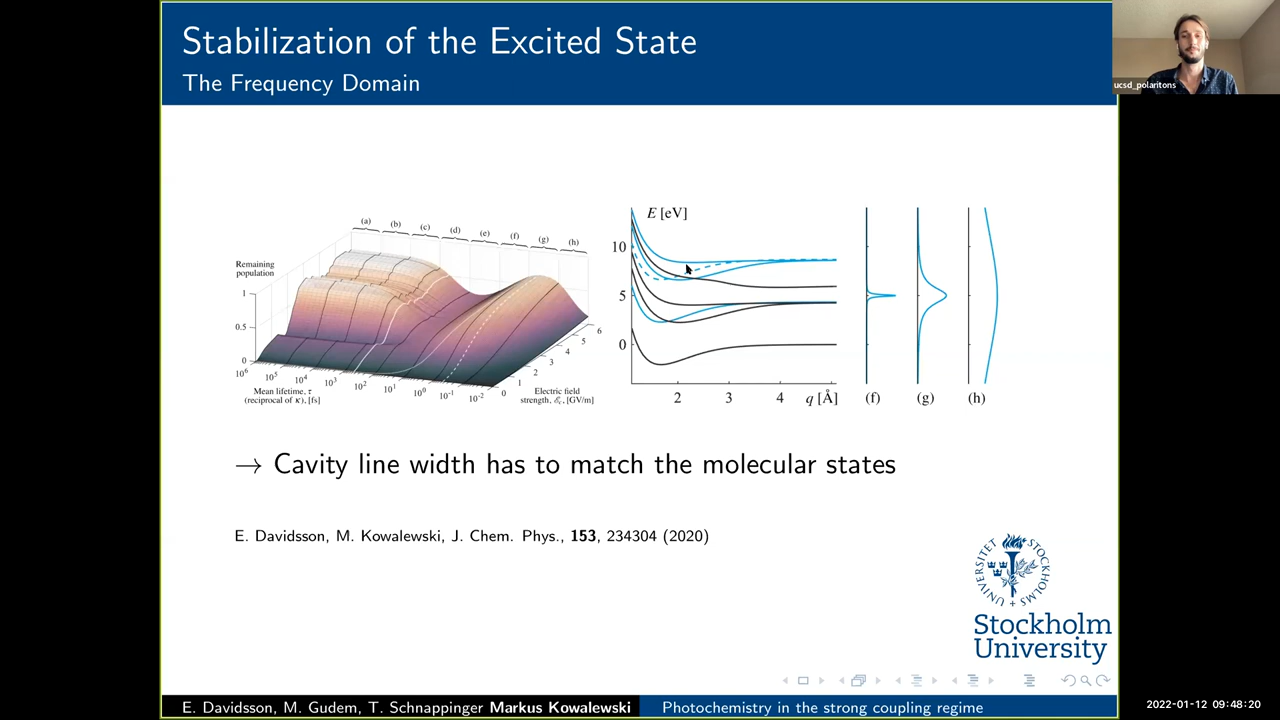 Stabilization of the Excited State
The Frequency Domain
ucsd_polaritons
(a) (b) (c) (d) (e) (f) (g) (h)
Remaining
population
1
0.5
0
10⁶ 10⁵ 10⁴ 10³ 10² 10¹ 10⁰ 10⁻¹ 10⁻²
Mean lifetime, τ
(reciprocal of κ), [fs]
0 1 2 3 4 5 6
Electric field
strength, ℰc, [GV/m]
E [eV]
10
5
0
2 3 4 q [Å]
(f) (g) (h)
→ Cavity line width has to match the molecular states
E. Davidsson, M. Kowalewski, J. Chem. Phys., 153, 234304 (2020)
STOCKHOLMS UNIVERSITET
Stockholm
University
E. Davidsson, M. Gudem, T. Schnappinger Markus Kowalewski
Photochemistry in the strong coupling regime
2022-01-12 09:48:20